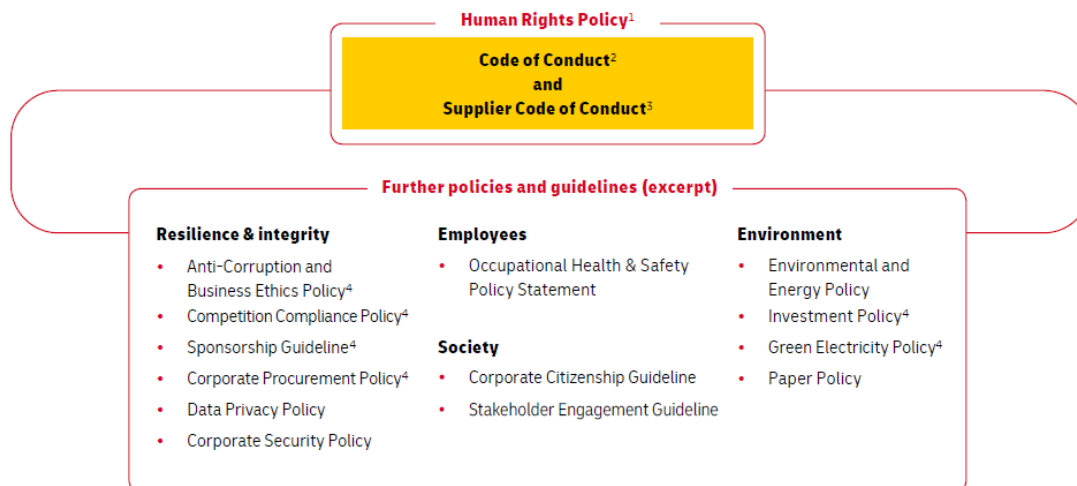 Human Rights Policy¹
Code of Conduct²
and
Supplier Code of Conduct³
Further policies and guidelines (excerpt)
Resilience & integrity
• Anti-Corruption and
Business Ethics Policy⁴
• Competition Compliance Policy⁴
• Sponsorship Guideline⁴
• Corporate Procurement Policy⁴
• Data Privacy Policy
• Corporate Security Policy
Employees
• Occupational Health & Safety
Policy Statement
Society
• Corporate Citizenship Guideline
• Stakeholder Engagement Guideline
Environment
• Environmental and
Energy Policy
• Investment Policy⁴
• Green Electricity Policy⁴
• Paper Policy